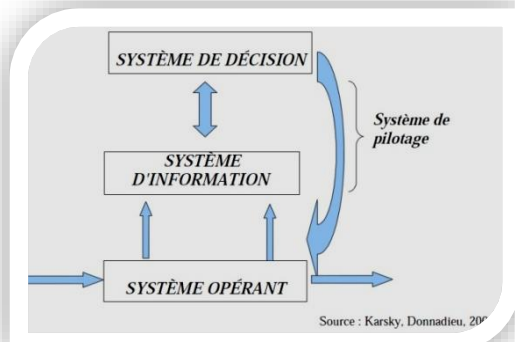 SYSTÈME DE DÉCISION
Système de
pilotage
SYSTÈME
D'INFORMATION
SYSTÈME OPÉRANT
Source : Karsky, Donnadieu,